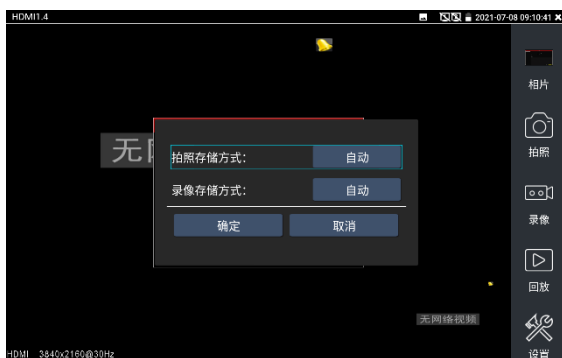 HDMI1.4
2021-07-08 09:10:41
相片
无
拍照存储方式: 自动
拍照
录像存储方式: 自动
录像
确定 取消
回放
无网络视频
设置
HDMI 3840x2160@30Hz